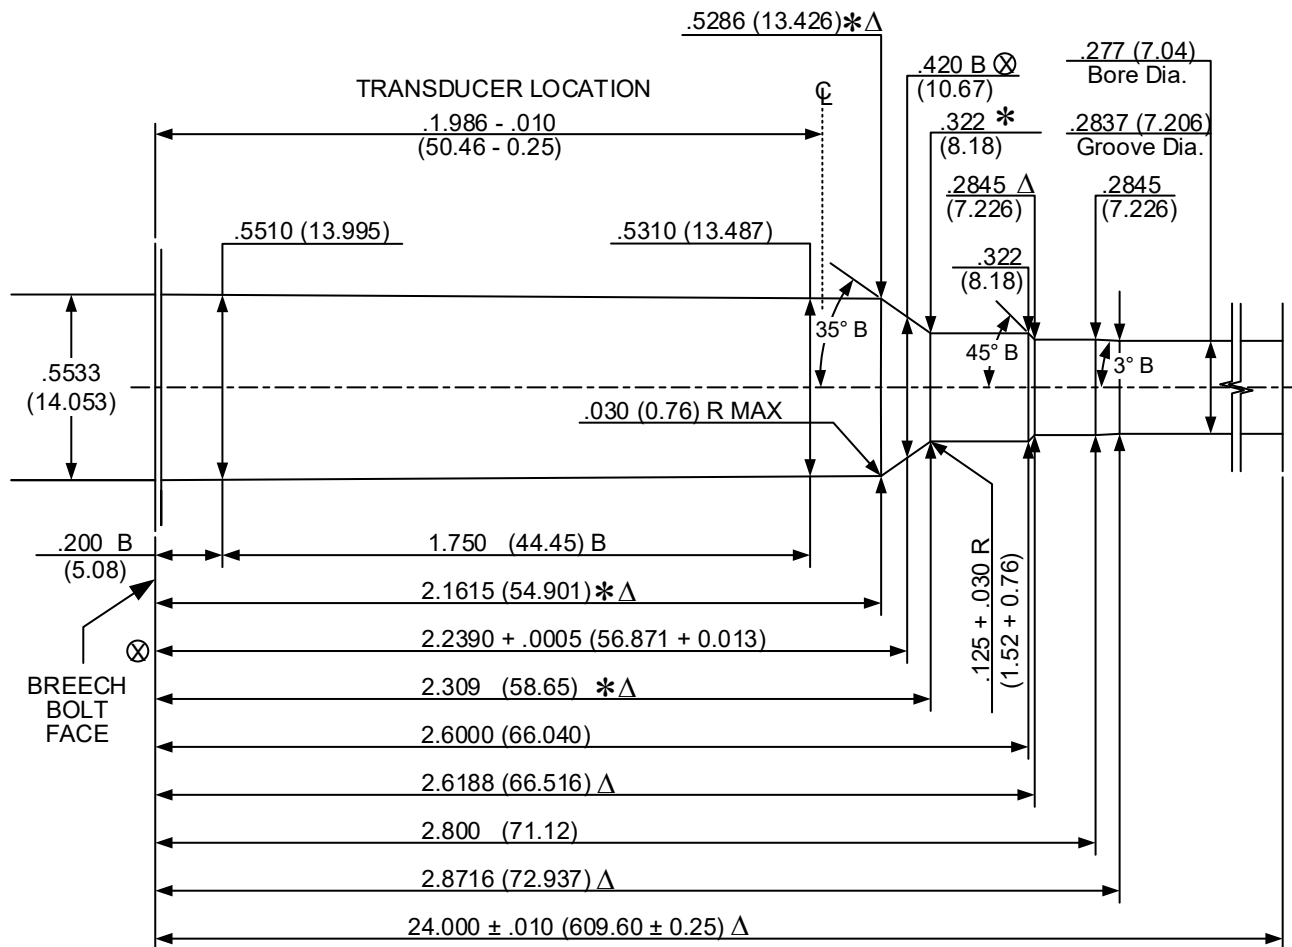 .5286 (13.426)*Δ
.420 B ⊗
(10.67)
.277 (7.04)
Bore Dia.
TRANSDUCER LOCATION
℄
.1.986 - .010
(50.46 - 0.25)
.322 *
(8.18)
.2837 (7.206)
Groove Dia.
.2845 Δ
(7.226)
.2845
(7.226)
.5510 (13.995)
.5310 (13.487)
.322
(8.18)
35° B
45° B
3° B
.5533
(14.053)
.030 (0.76) R MAX
.200 B
(5.08)
1.750 (44.45) B
.125 + .030 R
(1.52 + 0.76)
2.1615 (54.901)*Δ
⊗
2.2390 + .0005 (56.871 + 0.013)
BREECH
BOLT
FACE
2.309 (58.65) *Δ
2.6000 (66.040)
2.6188 (66.516) Δ
2.800 (71.12)
2.8716 (72.937) Δ
24.000 ± .010 (609.60 ± 0.25) Δ